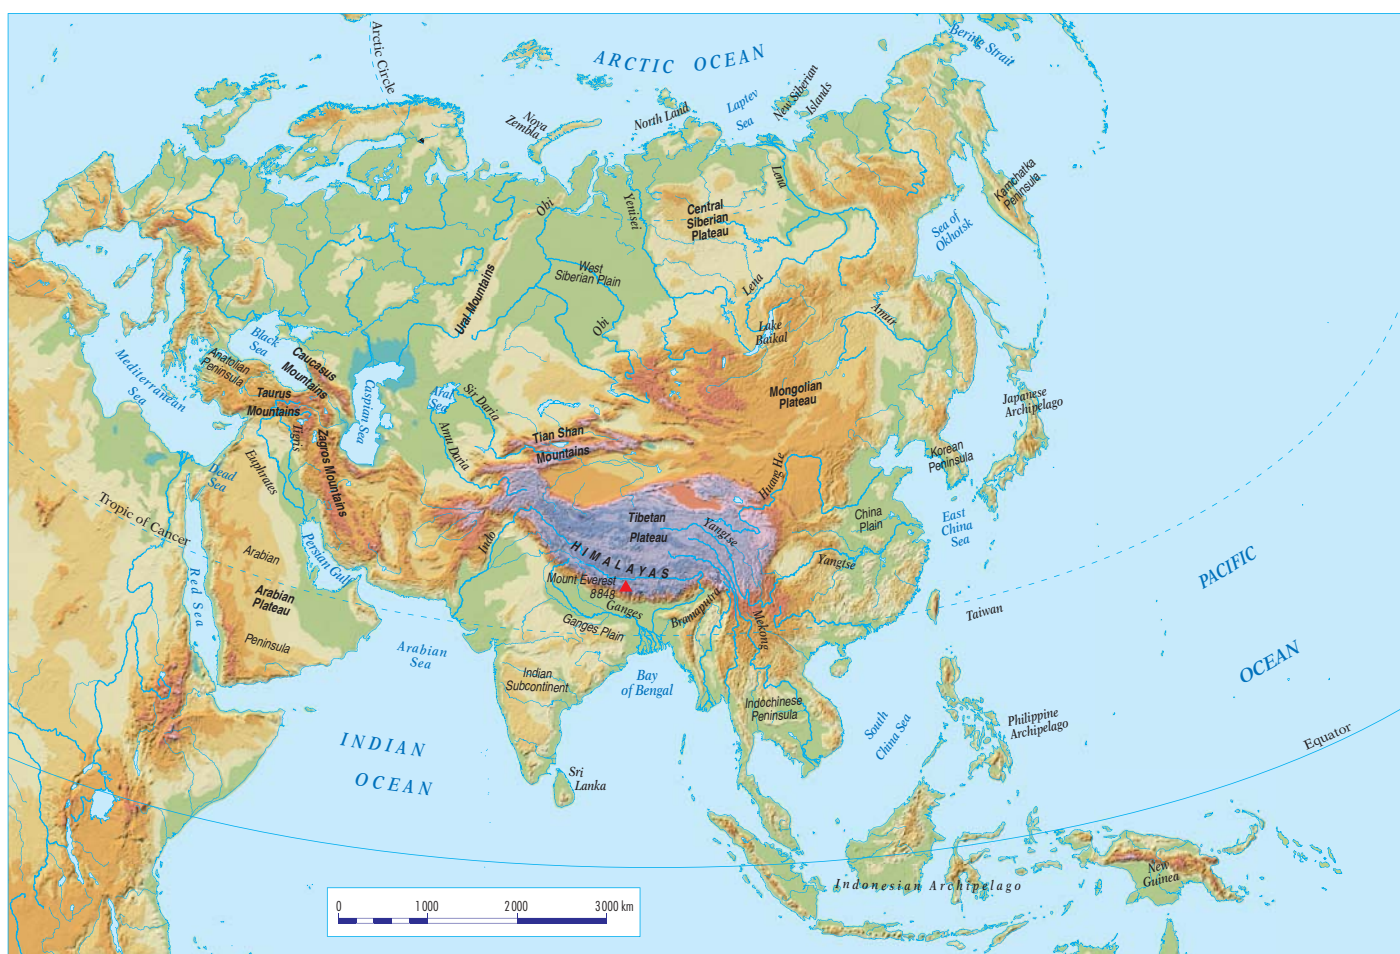 ARCTIC OCEAN
Arctic Circle
Bering Strait
Nova
Zembla
North Land
Laptev
Sea
New Siberian
Islands
Kamchatka
Peninsula
Sea of
Okhotsk
Lena
Yenisei
Obi
Central
Siberian
Plateau
West
Siberian Plain
Ural Mountains
Obi
Lena
Lake
Baikal
Amur
Black
Sea
Caucasus
Mountains
Anatolian
Peninsula
Taurus
Mountains
Mediterranean
Sea
Caspian Sea
Aral
Sea
Sir Daria
Amu Daria
Mongolian
Plateau
Japanese
Archipelago
Korean
Peninsula
Tian Shan
Mountains
Tigris
Zagros Mountains
Euphrates
Dead
Sea
Huang He
Tropic of Cancer
China
Plain
East
China
Sea
Tibetan
Plateau
Yangtse
Yangtse
Indo
HIMALAYAS
Mount Everest
8848
Persian Gulf
Red Sea
Arabian
Arabian
Plateau
Peninsula
Ganges
Ganges Plain
Bramaputra
Mekong
Taiwan
PACIFIC
OCEAN
Arabian
Sea
Indian
Subcontinent
Bay
of Bengal
Indochinese
Peninsula
South
China Sea
Philippine
Archipelago
Equator
INDIAN
OCEAN
Sri
Lanka
Indonesian Archipelago
New
Guinea
0 1000 2000 3000 km